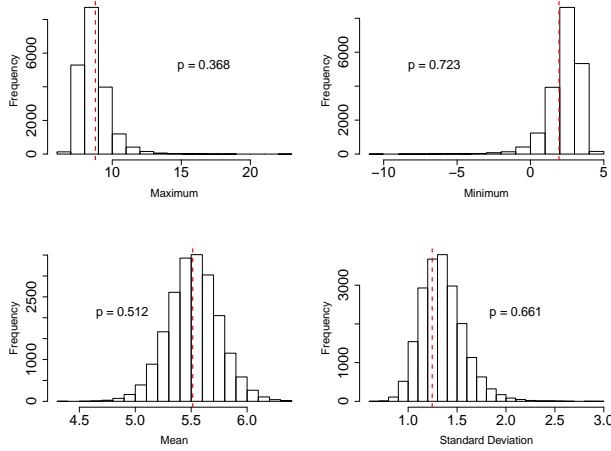 Frequency
0 2000 6000
p = 0.368
10 15 20
Maximum
Frequency
0 2000 6000
p = 0.723
−10 −5 0 5
Minimum
Frequency
0 1000 2500
p = 0.512
4.5 5.0 5.5 6.0
Mean
Frequency
0 1000 3000
p = 0.661
1.0 1.5 2.0 2.5 3.0
Standard Deviation